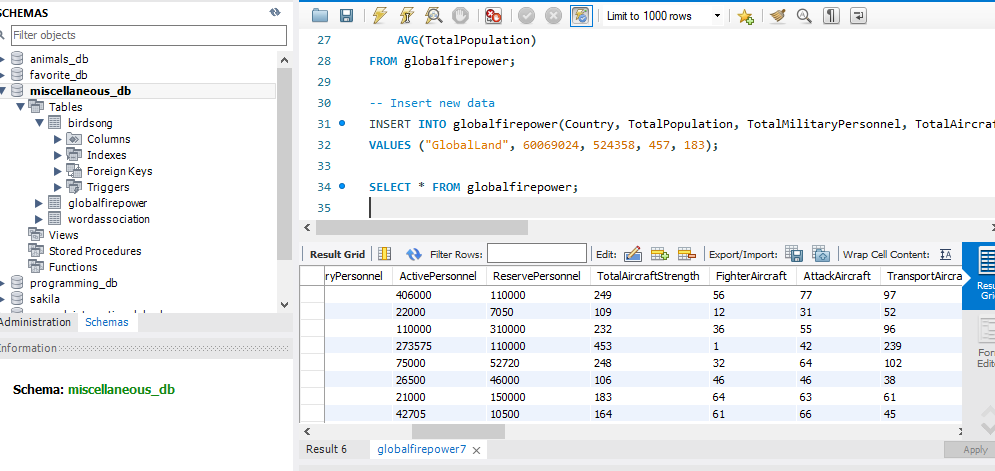 SCHEMAS
Filter objects
animals_db
favorite_db
miscellaneous_db
Tables
birdsong
Columns
Indexes
Foreign Keys
Triggers
globalfirepower
wordassociation
Views
Stored Procedures
Functions
programming_db
sakila
Administration Schemas
Information
Schema: miscellaneous_db
Limit to 1000 rows
27 AVG(TotalPopulation)
28 FROM globalfirepower;
29
30 -- Insert new data
31 INSERT INTO globalfirepower(Country, TotalPopulation, TotalMilitaryPersonnel, TotalAircraft
32 VALUES ("GlobalLand", 60069024, 524358, 457, 183);
33
34 SELECT * FROM globalfirepower;
35
Result Grid Filter Rows: Edit: Export/Import: Wrap Cell Content: IA
ryPersonnel ActivePersonnel ReservePersonnel TotalAircraftStrength FighterAircraft AttackAircraft TransportAircra
406000 110000 249 56 77 97
22000 7050 109 12 31 52
110000 310000 232 36 55 96
273575 110000 453 1 42 239
75000 52720 248 32 64 102
26500 46000 106 46 46 38
21000 150000 183 64 63 61
42705 10500 164 61 66 45
Resu
Gri
For
Edit
Result 6 globalfirepower7
Apply